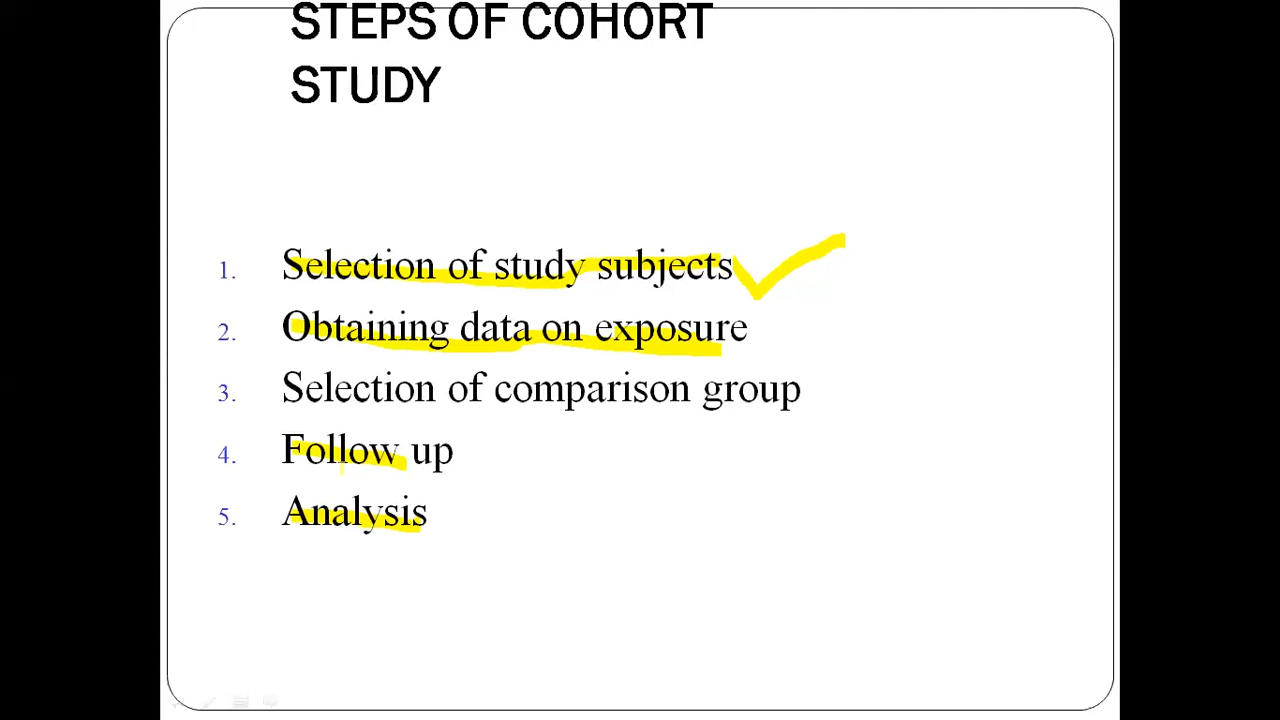 STEPS OF COHORT
STUDY
1. Selection of study subjects
2. Obtaining data on exposure
3. Selection of comparison group
4. Follow up
5. Analysis